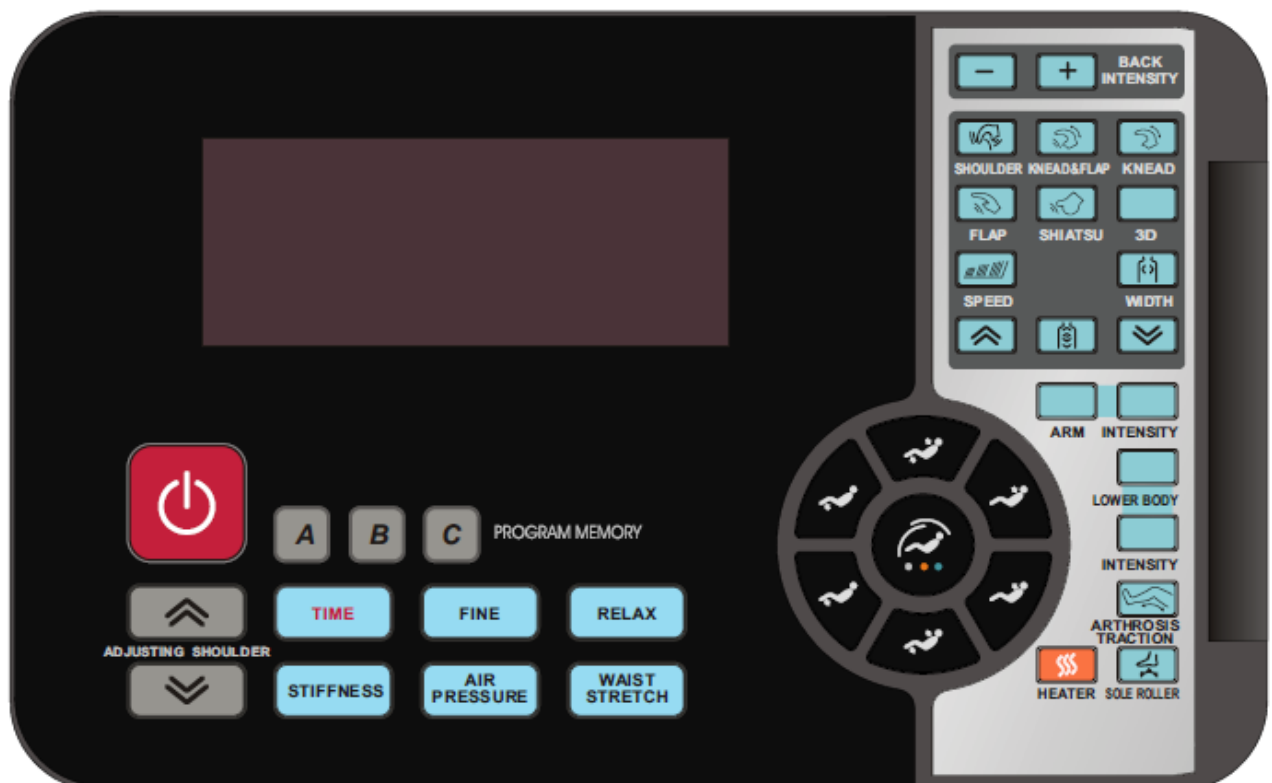 − + BACK
INTENSITY
SHOULDER KNEAD&FLAP KNEAD
FLAP SHIATSU 3D
SPEED WIDTH
ARM INTENSITY
LOWER BODY
INTENSITY
ARTHROSIS
TRACTION
HEATER SOLE ROLLER
A B C PROGRAM MEMORY
TIME FINE RELAX
ADJUSTING SHOULDER
STIFFNESS
AIR
PRESSURE
WAIST
STRETCH